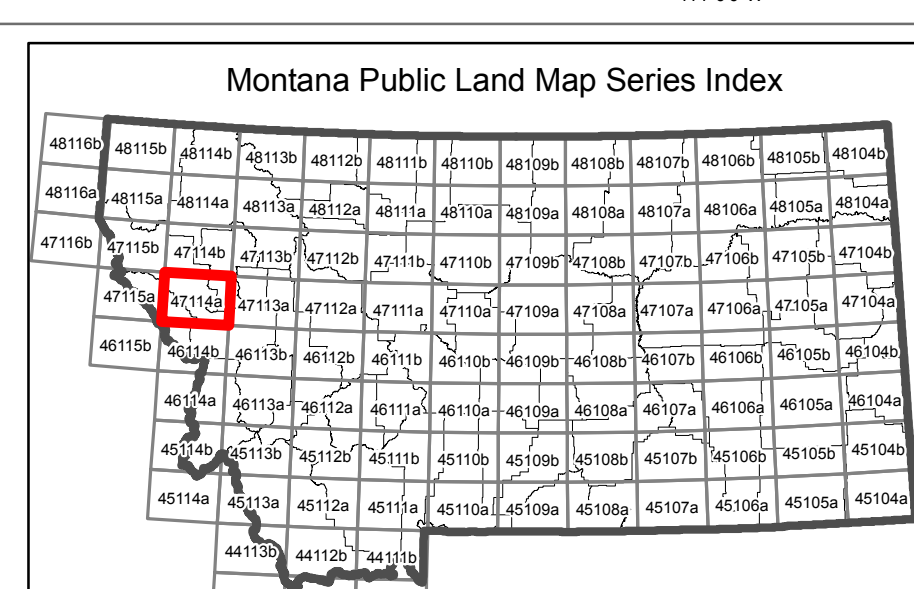 Montana Public Land Map Series Index
48116b 48115b 48114b 48113b 48112b 48111b 48110b 48109b 48108b 48107b 48106b 48105b 48104b
48116a 48115a 48114a 48113a 48112a 48111a 48110a 48109a 48108a 48107a 48106a 48105a 48104a
47116b 47115b 47114b 47113b 47112b 47111b 47110b 47109b 47108b 47107b 47106b 47105b 47104b
47115a 47114a 47113a 47112a 47111a 47110a 47109a 47108a 47107a 47106a 47105a 47104a
46115b 46114b 46113b 46112b 46111b 46110b 46109b 46108b 46107b 46106b 46105b 46104b
46114a 46113a 46112a 46111a 46110a 46109a 46108a 46107a 46106a 46105a 46104a
45114b 45113b 45112b 45111b 45110b 45109b 45108b 45107b 45106b 45105b 45104b
45114a 45113a 45112a 45111a 45110a 45109a 45108a 45107a 45106a 45105a 45104a
44113b 44112b 44111b